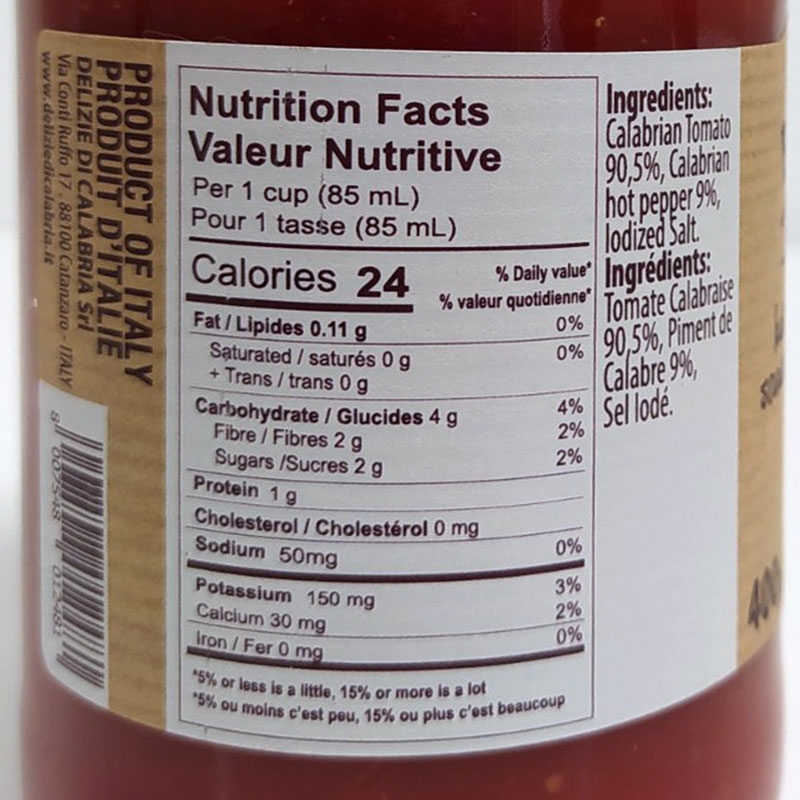 PRODUCT OF ITALY
PRODUIT D'ITALIE
DELIZIE DI CALABRIA Srl
Via Conti Ruffo 17 . 88100 Catanzaro - ITALY
www.deliziedicalabria.it
8 007548 012481
Nutrition Facts
Valeur Nutritive
Per 1 cup (85 mL)
Pour 1 tasse (85 mL)
Calories 24
% Daily value*
% valeur quotidienne*
Fat / Lipides 0.11 g 0%
Saturated / saturés 0 g 0%
+ Trans / trans 0 g
Carbohydrate / Glucides 4 g 4%
Fibre / Fibres 2 g 2%
Sugars /Sucres 2 g 2%
Protein 1 g
Cholesterol / Cholestérol 0 mg
Sodium 50mg 0%
Potassium 150 mg 3%
Calcium 30 mg 2%
Iron / Fer 0 mg 0%
*5% or less is a little, 15% or more is a lot
*5% ou moins c'est peu, 15% ou plus c'est beaucoup
Ingredients:
Calabrian Tomato
90,5%, Calabrian
hot pepper 9%,
Iodized Salt.
Ingrédients:
Tomate Calabraise
90,5%, Piment de
Calabre 9%,
Sel Iodé.
400